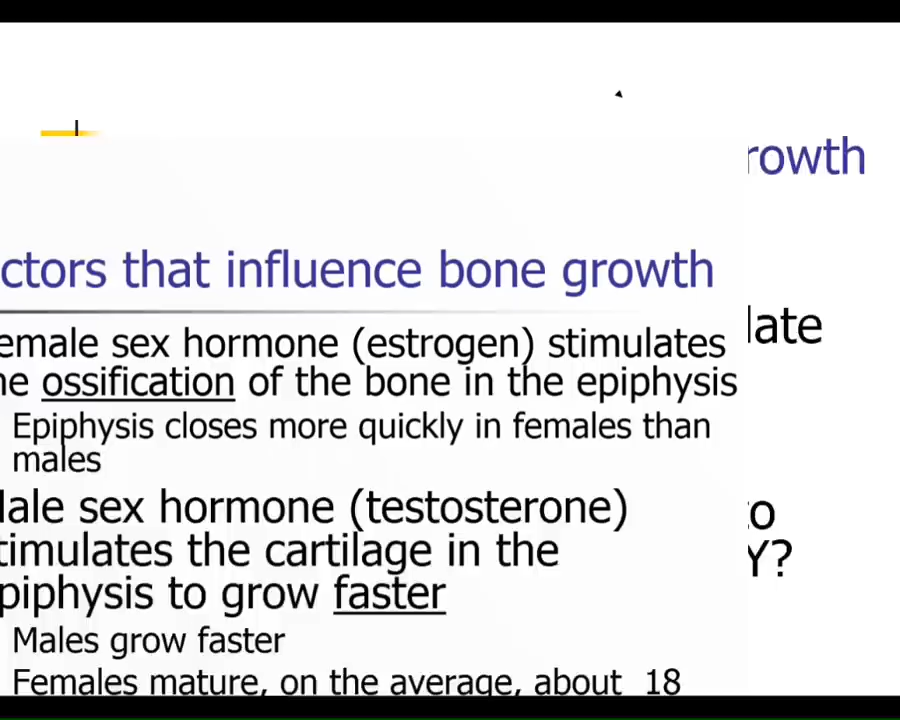 rowth
ctors that influence bone growth
late
emale sex hormone (estrogen) stimulates
he ossification of the bone in the epiphysis
Epiphysis closes more quickly in females than
males
ale sex hormone (testosterone)
to
timulates the cartilage in the
Y?
piphysis to grow faster
Males grow faster
Females mature, on the average, about 18